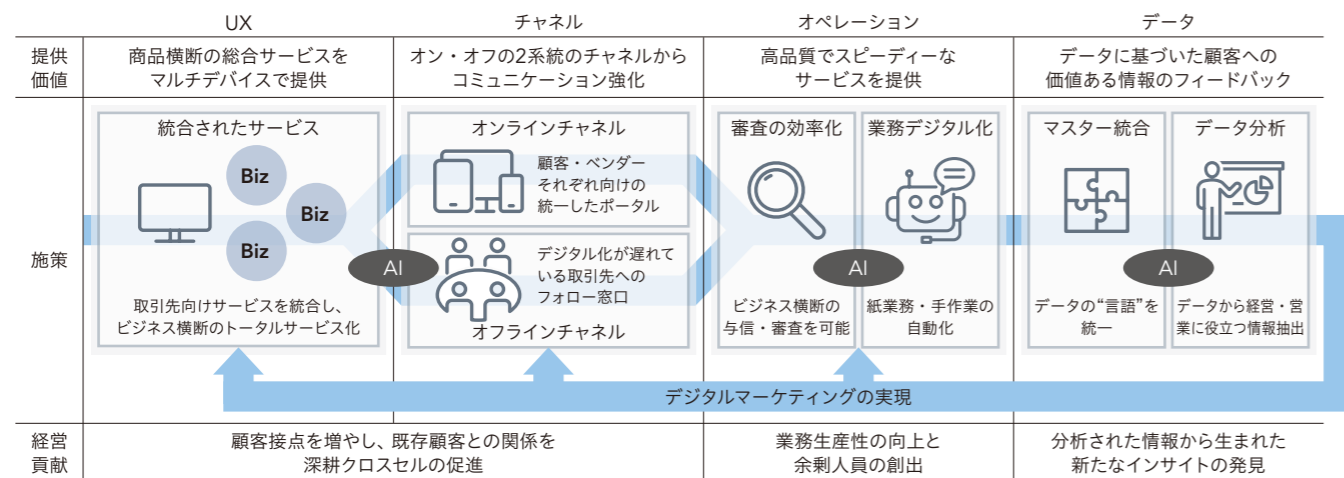 UX
チャネル
オペレーション
データ
提供
価値
商品横断の総合サービスを
マルチデバイスで提供
オン・オフの2系統のチャネルから
コミュニケーション強化
高品質でスピーディーな
サービスを提供
データに基づいた顧客への
価値ある情報のフィードバック
施策
統合されたサービス
Biz
Biz
Biz
取引先向けサービスを統合し、
ビジネス横断のトータルサービス化
AI
オンラインチャネル
顧客・ベンダー
それぞれ向けの
統一したポータル
デジタル化が遅れて
いる取引先への
フォロー窓口
オフラインチャネル
審査の効率化
ビジネス横断の
与信・審査を可能
AI
業務デジタル化
紙業務・手作業の
自動化
マスター統合
データの“言語”を
統一
AI
データ分析
データから経営・営
業に役立つ情報抽出
デジタルマーケティングの実現
経営
貢献
顧客接点を増やし、既存顧客との関係を
深耕クロスセルの促進
業務生産性の向上と
余剰人員の創出
分析された情報から生まれた
新たなインサイトの発見